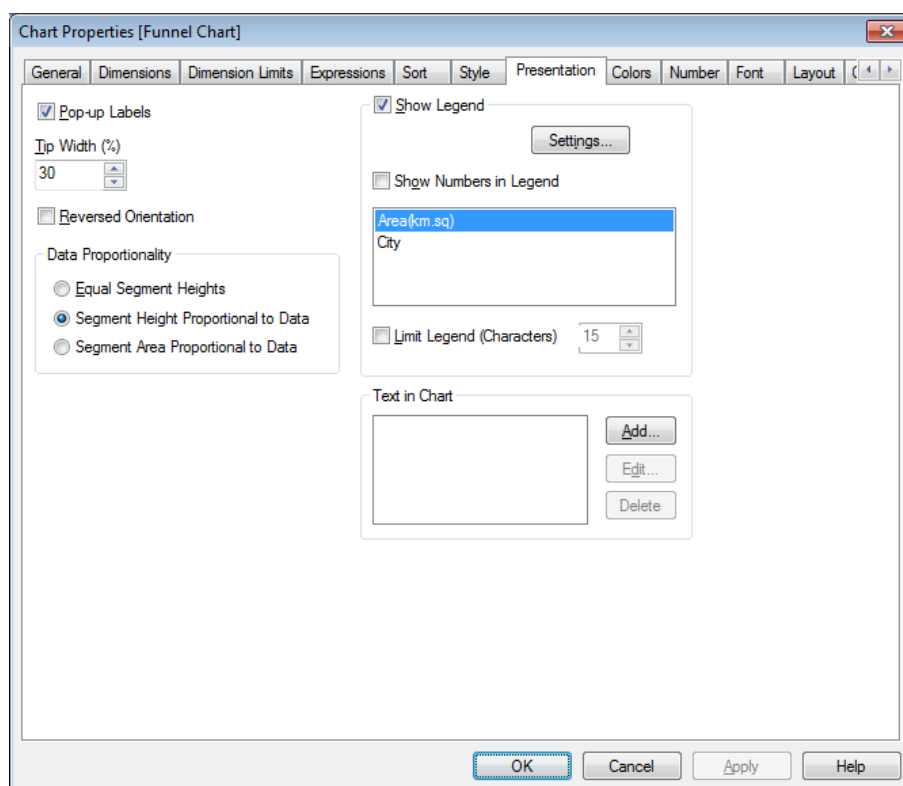 Chart Properties [Funnel Chart]
General Dimensions Dimension Limits Expressions Sort Style Presentation Colors Number Font Layout
Pop-up Labels
Tip Width (%)
30
Reversed Orientation
Data Proportionality
Equal Segment Heights
Segment Height Proportional to Data
Segment Area Proportional to Data
Show Legend
Settings...
Show Numbers in Legend
Area(km.sq)
City
Limit Legend (Characters) 15
Text in Chart
Add...
Edit...
Delete
OK Cancel Apply Help